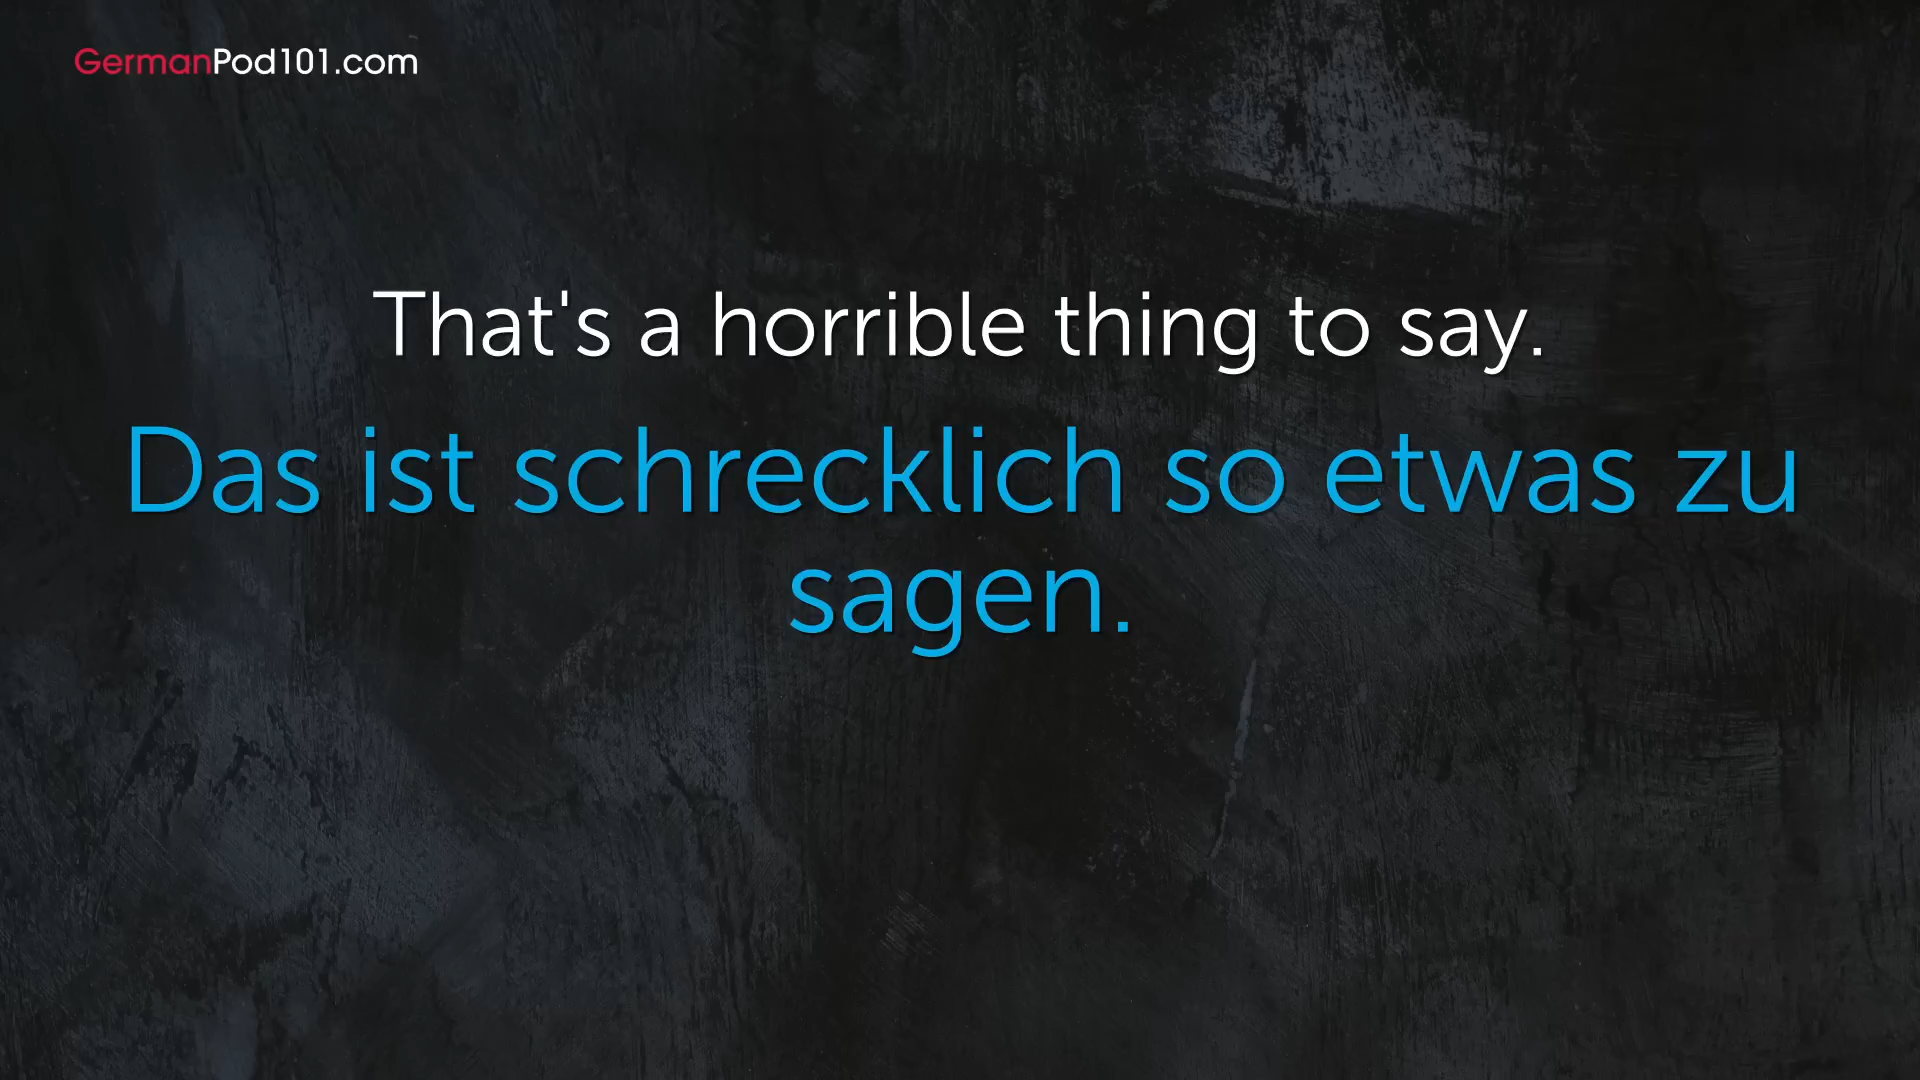 GermanPod101.com
That's a horrible thing to say.
Das ist schrecklich so etwas zu
sagen.